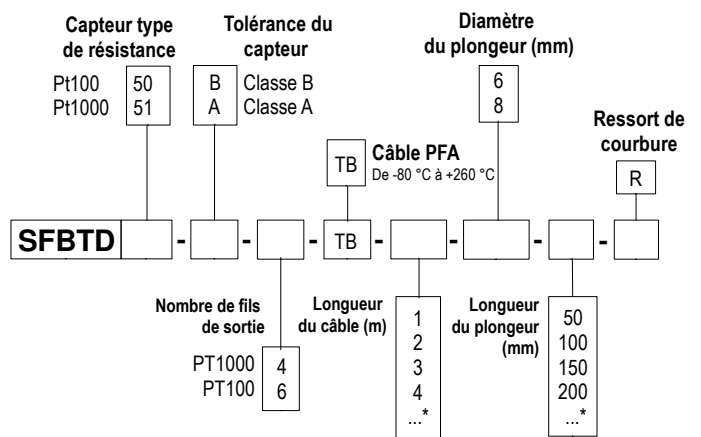 Capteur type
de résistance
Pt100 50
Pt1000 51
Tolérance du
capteur
B Classe B
A Classe A
Diamètre
du plongeur (mm)
6
8
TB
Câble PFA
De -80 °C à +260 °C
Ressort de
courbure
R
SFBTD - - - TB - - - -
Nombre de fils
de sortie
PT1000 4
PT100 6
Longueur
du câble (m)
1
2
3
4
...*
Longueur
du plongeur
(mm)
50
100
150
200
...*